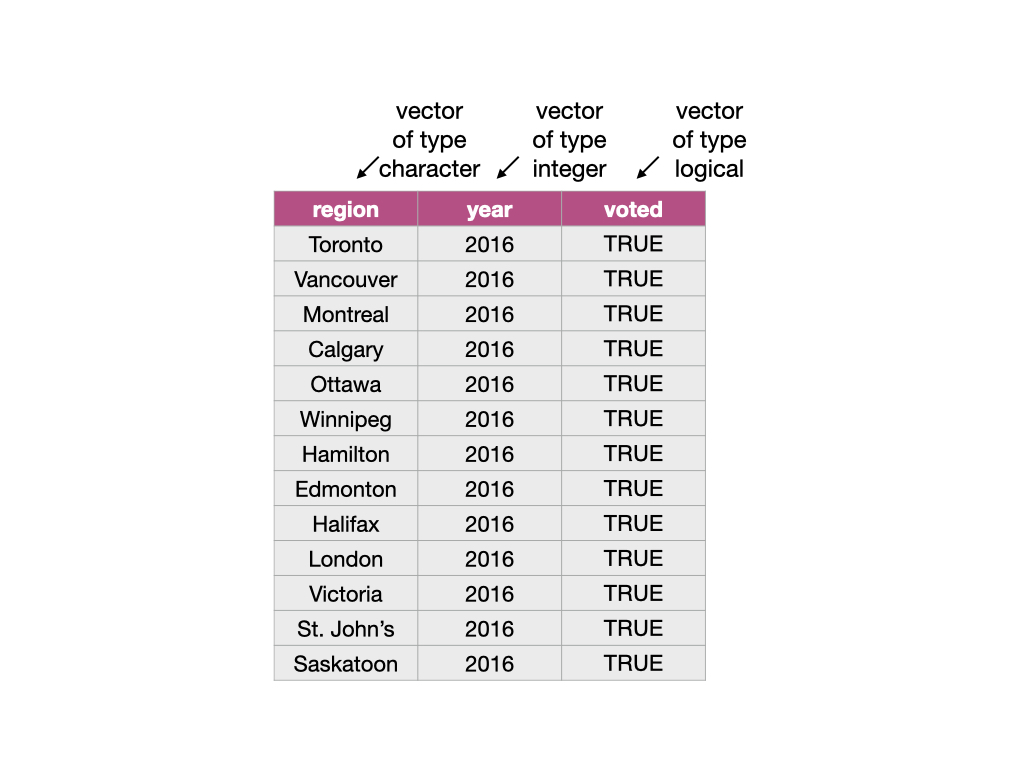 vector
of type
character
vector
of type
integer
vector
of type
logical
region year voted
Toronto 2016 TRUE
Vancouver 2016 TRUE
Montreal 2016 TRUE
Calgary 2016 TRUE
Ottawa 2016 TRUE
Winnipeg 2016 TRUE
Hamilton 2016 TRUE
Edmonton 2016 TRUE
Halifax 2016 TRUE
London 2016 TRUE
Victoria 2016 TRUE
St. John’s 2016 TRUE
Saskatoon 2016 TRUE